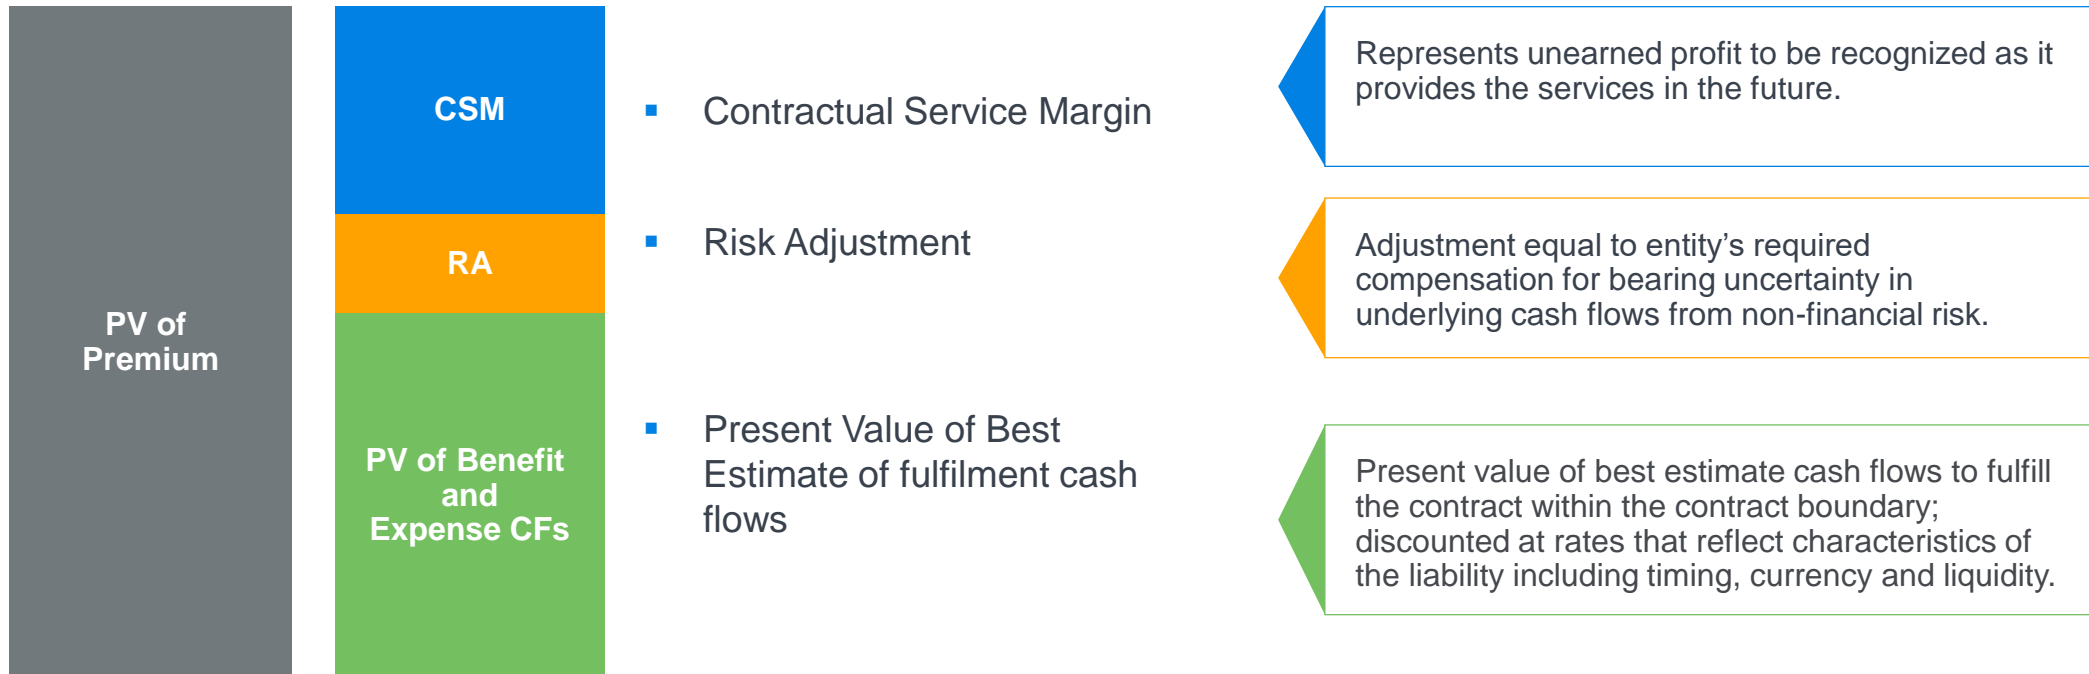 PV of
Premium
CSM
RA
PV of Benefit
and
Expense CFs
▪ Contractual Service Margin
▪ Risk Adjustment
▪ Present Value of Best
Estimate of fulfilment cash
flows
Represents unearned profit to be recognized as it
provides the services in the future.
Adjustment equal to entity’s required
compensation for bearing uncertainty in
underlying cash flows from non-financial risk.
Present value of best estimate cash flows to fulfill
the contract within the contract boundary;
discounted at rates that reflect characteristics of
the liability including timing, currency and liquidity.